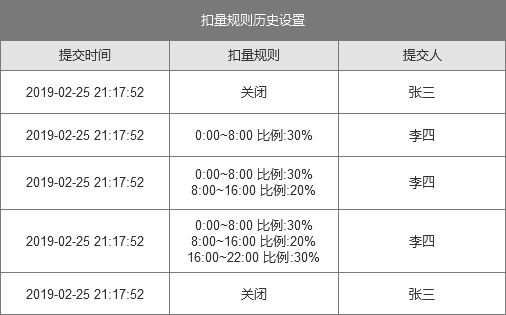 扣量规则历史设置
提交时间 扣量规则 提交人
2019-02-25 21:17:52 关闭 张三
2019-02-25 21:17:52 0:00~8:00 比例:30% 李四
0:00~8:00 比例:30%
2019-02-25 21:17:52 8:00~16:00 比例:20% 李四
0:00~8:00 比例:30%
2019-02-25 21:17:52 8:00~16:00 比例:20% 李四
16:00~22:00 比例:30%
2019-02-25 21:17:52 关闭 张三